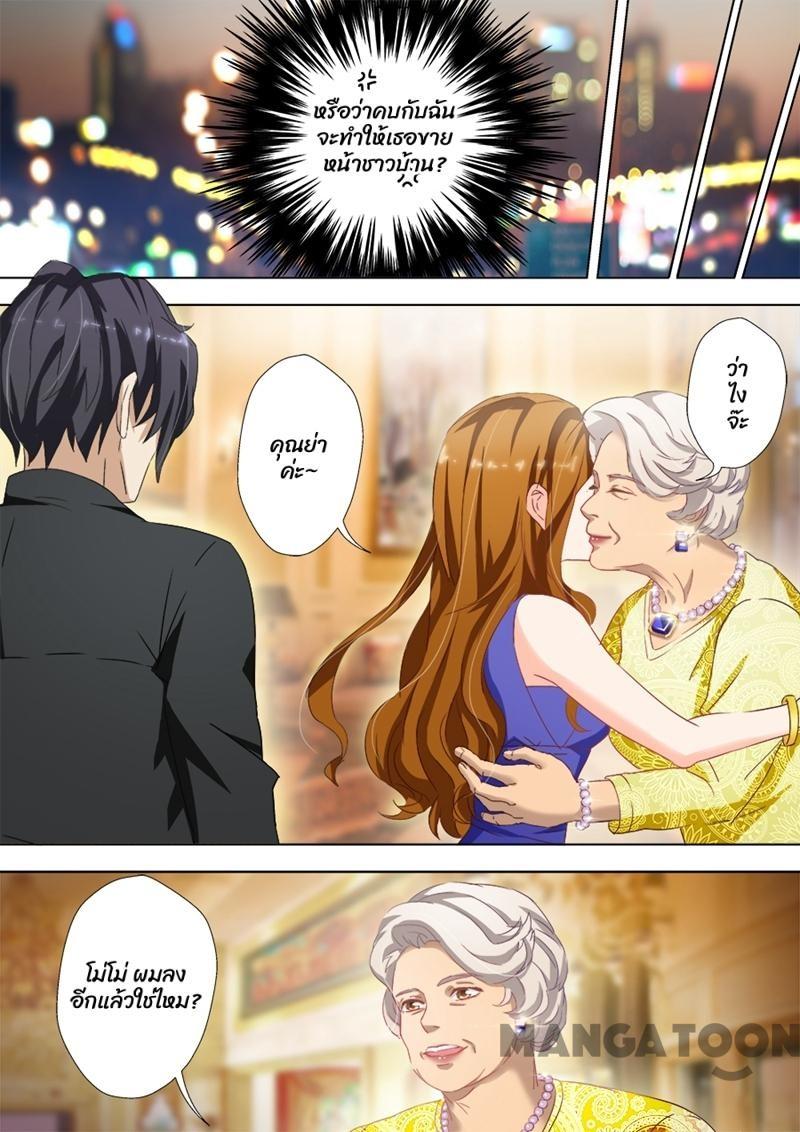 หรือว่าคบกับฉัน
จะทำให้เธอขาย
หน้าชาวบ้าน?
ว่า
ไง
จ๊ะ
คุณย่า
ค่ะ~
โม่โม่ ผมลง
อีกแล้วใช่ไหม?
MANGATOON